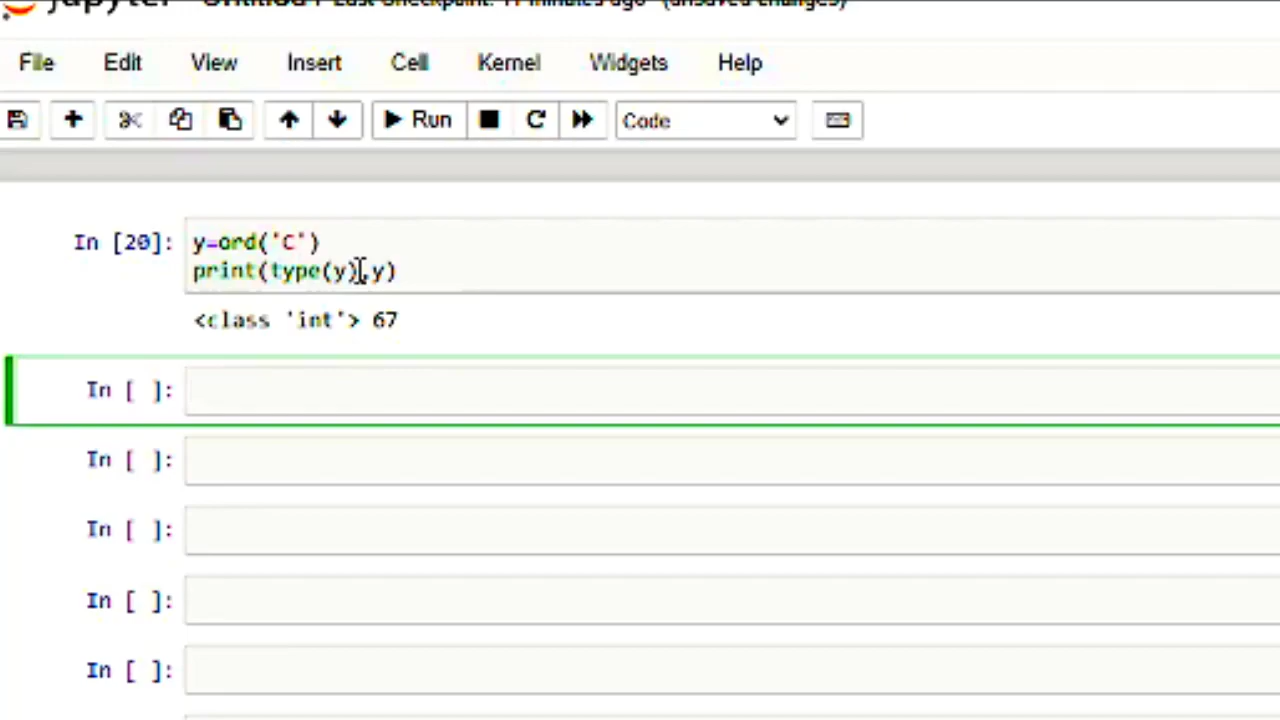 File Edit View Insert Cell Kernel Widgets Help
Run Code
In [20]: y=ord('C')
print(type(y),y)
<class 'int'> 67
In [ ]:
In [ ]:
In [ ]:
In [ ]:
In [ ]: